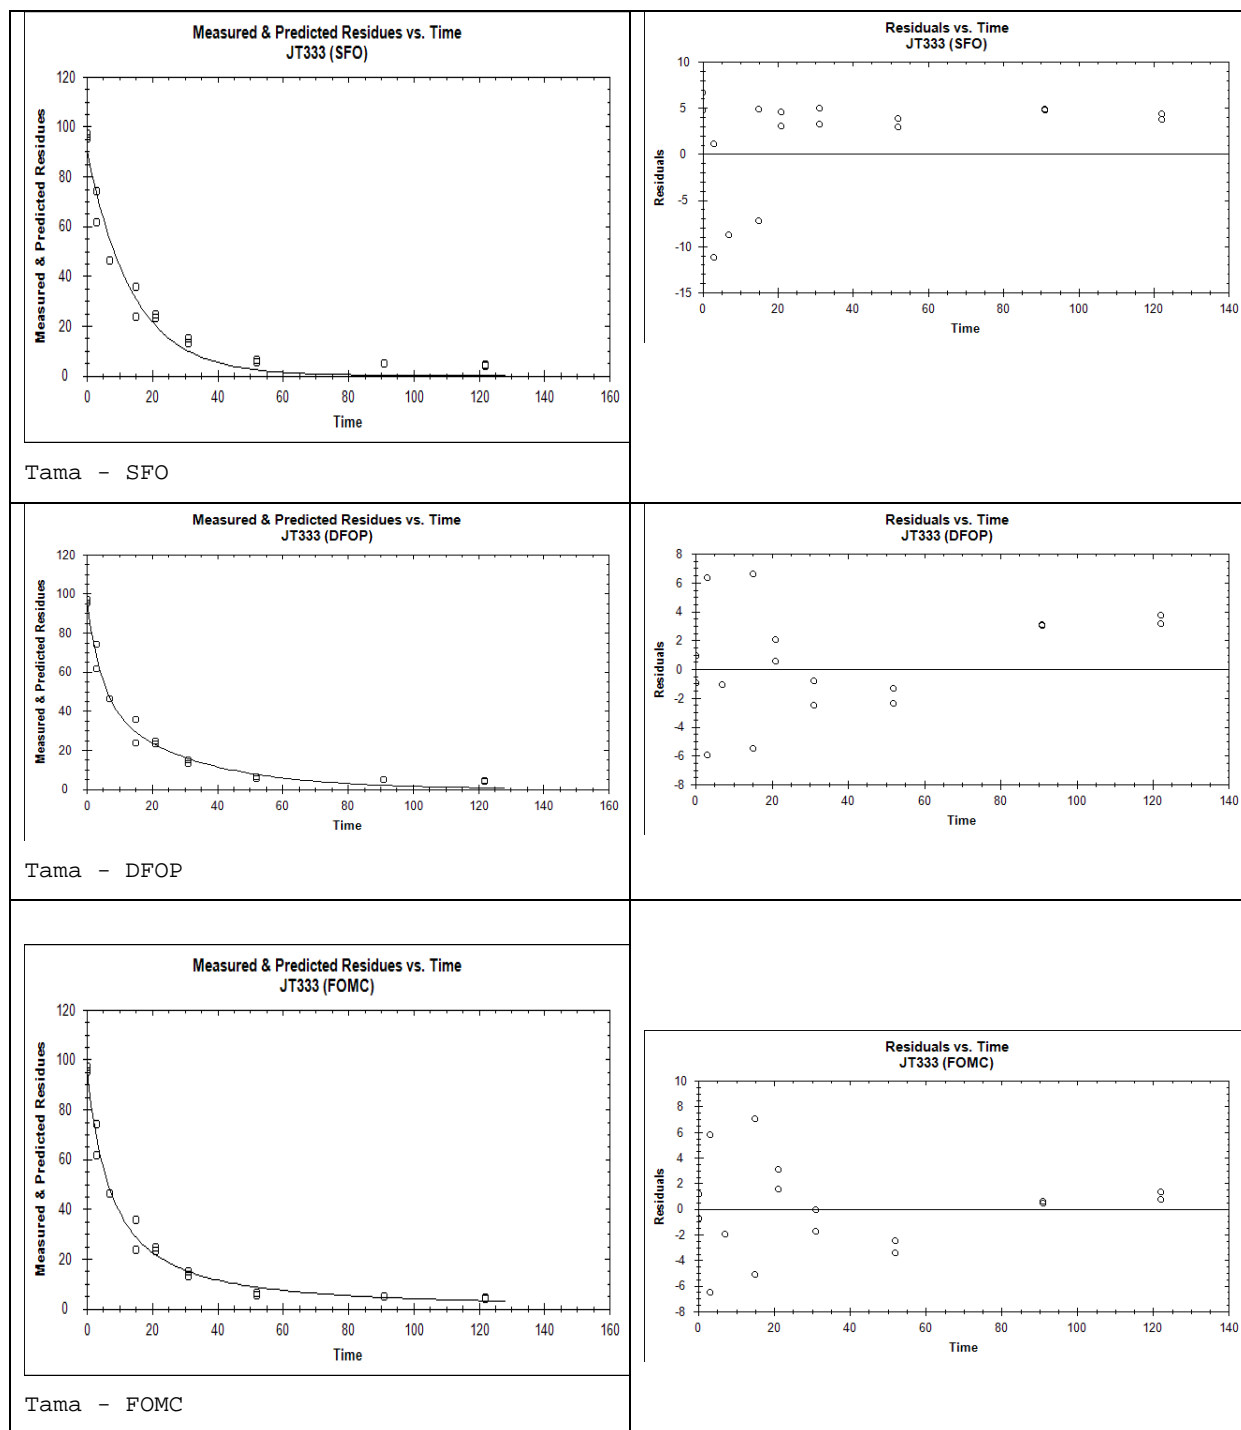 Measured & Predicted Residues vs. Time
JT333 (SFO)
Measured & Predicted Residues
120
100
80
60
40
20
0
0 20 40 60 80 100 120 140 160
Time
Tama - SFO
Residuals vs. Time
JT333 (SFO)
Residuals
10
5
0
-5
-10
-15
0 20 40 60 80 100 120 140
Time
Measured & Predicted Residues vs. Time
JT333 (DFOP)
Measured & Predicted Residues
120
100
80
60
40
20
0
0 20 40 60 80 100 120 140 160
Time
Tama - DFOP
Residuals vs. Time
JT333 (DFOP)
Residuals
8
6
4
2
0
-2
-4
-6
-8
0 20 40 60 80 100 120 140
Time
Measured & Predicted Residues vs. Time
JT333 (FOMC)
Measured & Predicted Residues
120
100
80
60
40
20
0
0 20 40 60 80 100 120 140 160
Time
Tama - FOMC
Residuals vs. Time
JT333 (FOMC)
Residuals
10
8
6
4
2
0
-2
-4
-6
-8
0 20 40 60 80 100 120 140
Time